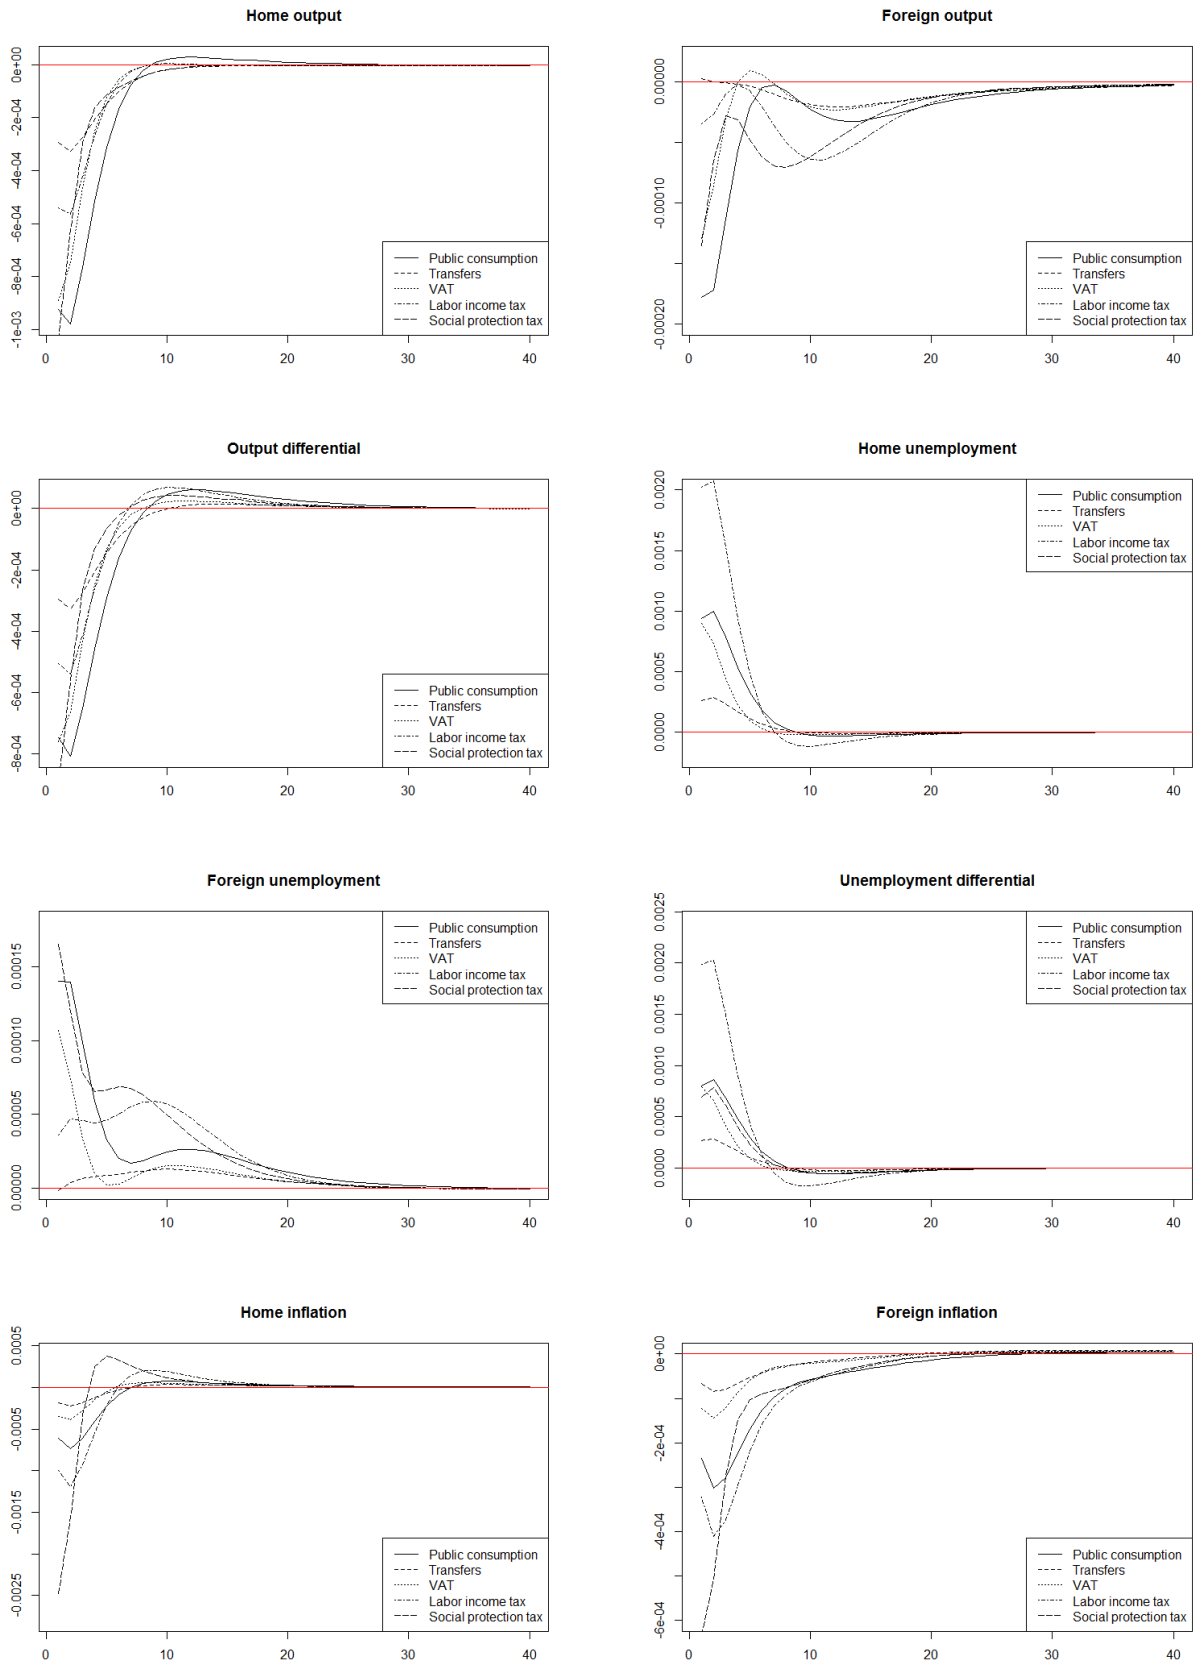 Home output
0e+00
-2e-04
-4e-04
-6e-04
-8e-04
-1e-03
Public consumption
Transfers
VAT
Labor income tax
Social protection tax
0 10 20 30 40
Foreign output
0.00000
-0.00010
-0.00020
Public consumption
Transfers
VAT
Labor income tax
Social protection tax
0 10 20 30 40
Output differential
0e+00
-2e-04
-4e-04
-6e-04
-8e-04
Public consumption
Transfers
VAT
Labor income tax
Social protection tax
0 10 20 30 40
Home unemployment
0.0020
0.0015
0.0010
0.0005
0.0000
Public consumption
Transfers
VAT
Labor income tax
Social protection tax
0 10 20 30 40
Foreign unemployment
0.00015
0.00010
0.00005
0.00000
Public consumption
Transfers
VAT
Labor income tax
Social protection tax
0 10 20 30 40
Unemployment differential
0.0025
0.0020
0.0015
0.0010
0.0005
0.0000
Public consumption
Transfers
VAT
Labor income tax
Social protection tax
0 10 20 30 40
Home inflation
0.0005
-0.0005
-0.0015
-0.0025
Public consumption
Transfers
VAT
Labor income tax
Social protection tax
0 10 20 30 40
Foreign inflation
0e+00
-2e-04
-4e-04
-6e-04
Public consumption
Transfers
VAT
Labor income tax
Social protection tax
0 10 20 30 40